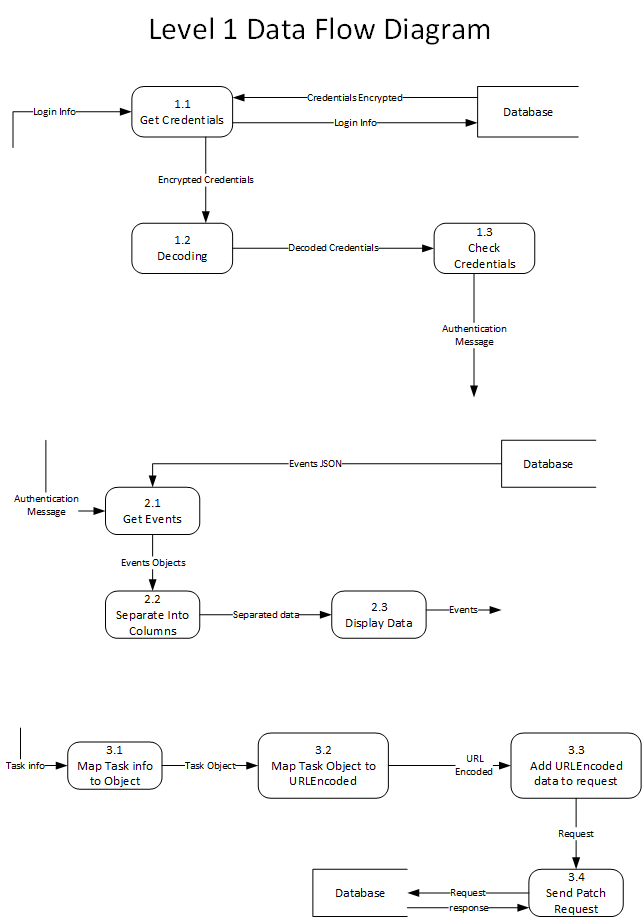 Level 1 Data Flow Diagram
1.1
Get Credentials
Login Info
Credentials Encrypted
Login Info
Database
Encrypted Credentials
1.2
Decoding
Decoded Credentials
1.3
Check
Credentials
Authentication
Message
Events JSON
Database
Authentication
Message
2.1
Get Events
Events Objects
2.2
Separate Into
Columns
Separated data
2.3
Display Data
Events
Task info
3.1
Map Task info
to Object
Task Object
3.2
Map Task Object to
URLEncoded
URL
Encoded
3.3
Add URLEncoded
data to request
Request
3.4
Send Patch
Request
Request
response
Database